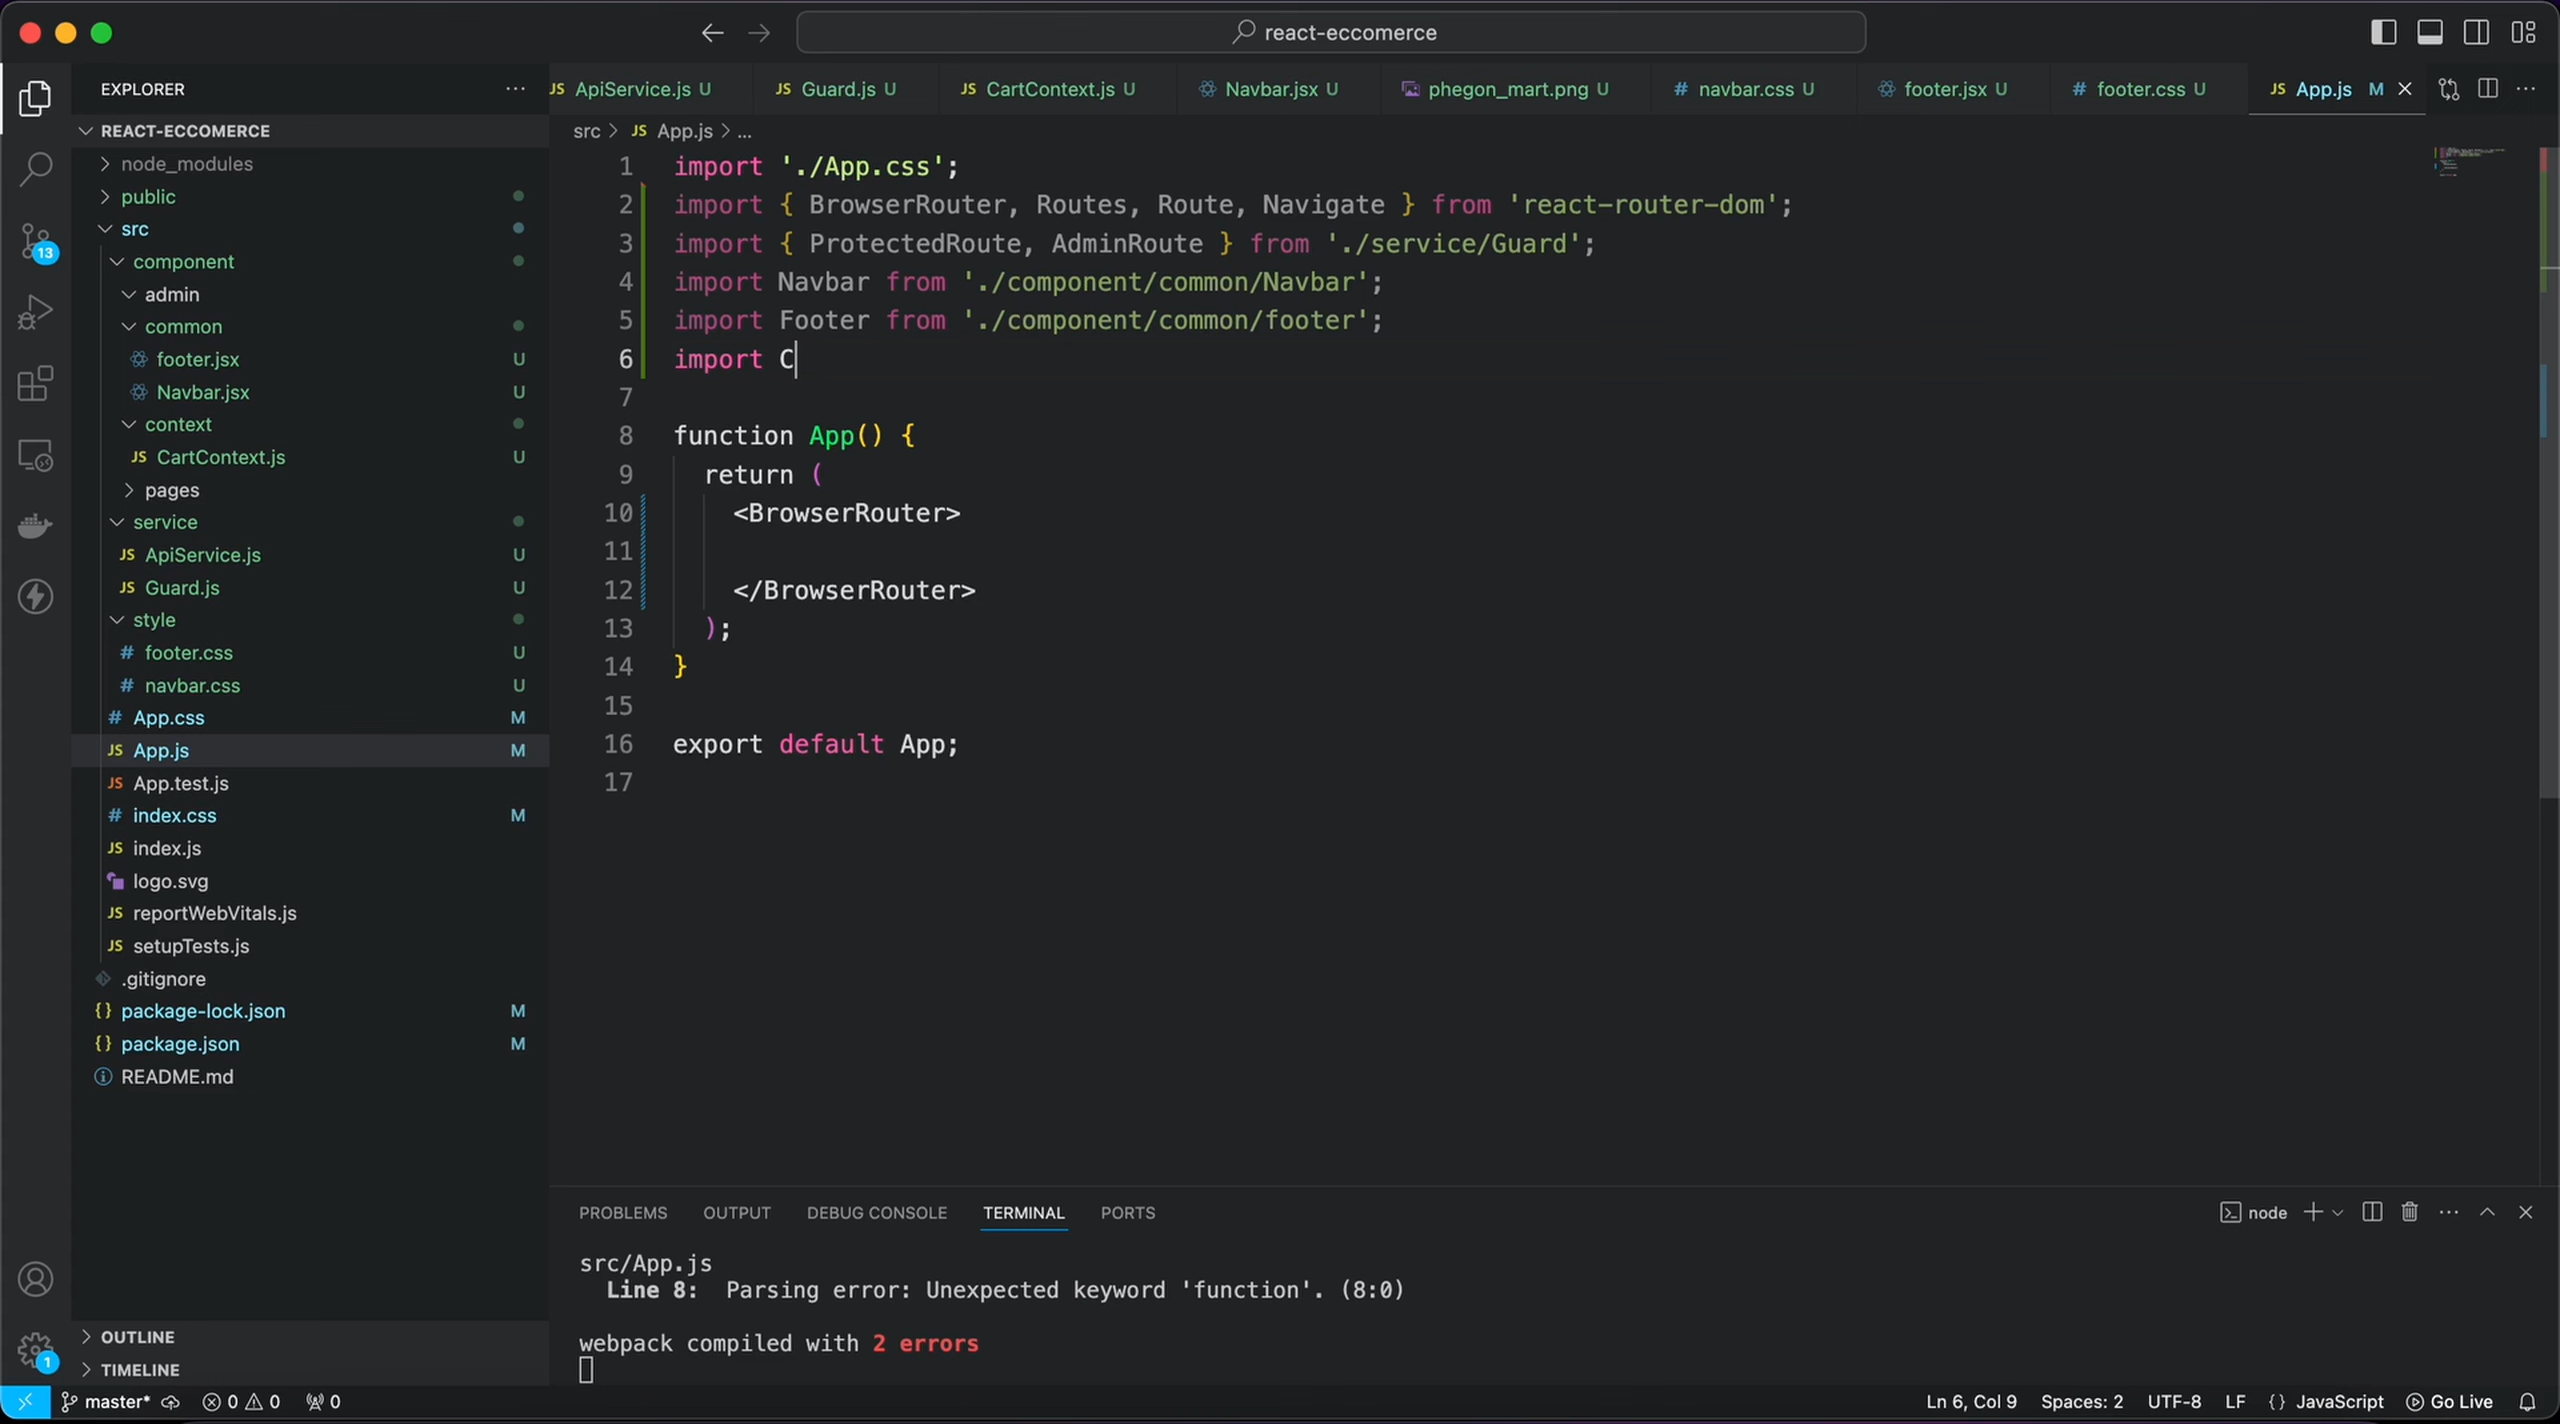 react-eccomerce
EXPLORER
REACT-ECCOMERCE
node_modules
public
src
component
admin
common
footer.jsx U
Navbar.jsx U
context
CartContext.js U
pages
service
ApiService.js U
Guard.js U
style
footer.css U
navbar.css U
App.css M
App.js M
App.test.js
index.css M
index.js
logo.svg
reportWebVitals.js
setupTests.js
.gitignore
package-lock.json M
package.json M
README.md
OUTLINE
TIMELINE
13
1
JS ApiService.js U JS Guard.js U JS CartContext.js U Navbar.jsx U phegon_mart.png U # navbar.css U footer.jsx U # footer.css U JS App.js M
src > JS App.js > ...
1 import './App.css';
2 import { BrowserRouter, Routes, Route, Navigate } from 'react-router-dom';
3 import { ProtectedRoute, AdminRoute } from './service/Guard';
4 import Navbar from './component/common/Navbar';
5 import Footer from './component/common/footer';
6 import C
7
8 function App() {
9 return (
10 <BrowserRouter>
11
12 </BrowserRouter>
13 );
14 }
15
16 export default App;
17
PROBLEMS OUTPUT DEBUG CONSOLE TERMINAL PORTS node
src/App.js
Line 8: Parsing error: Unexpected keyword 'function'. (8:0)
webpack compiled with 2 errors
master* 0 0 0 Ln 6, Col 9 Spaces: 2 UTF-8 LF {} JavaScript Go Live